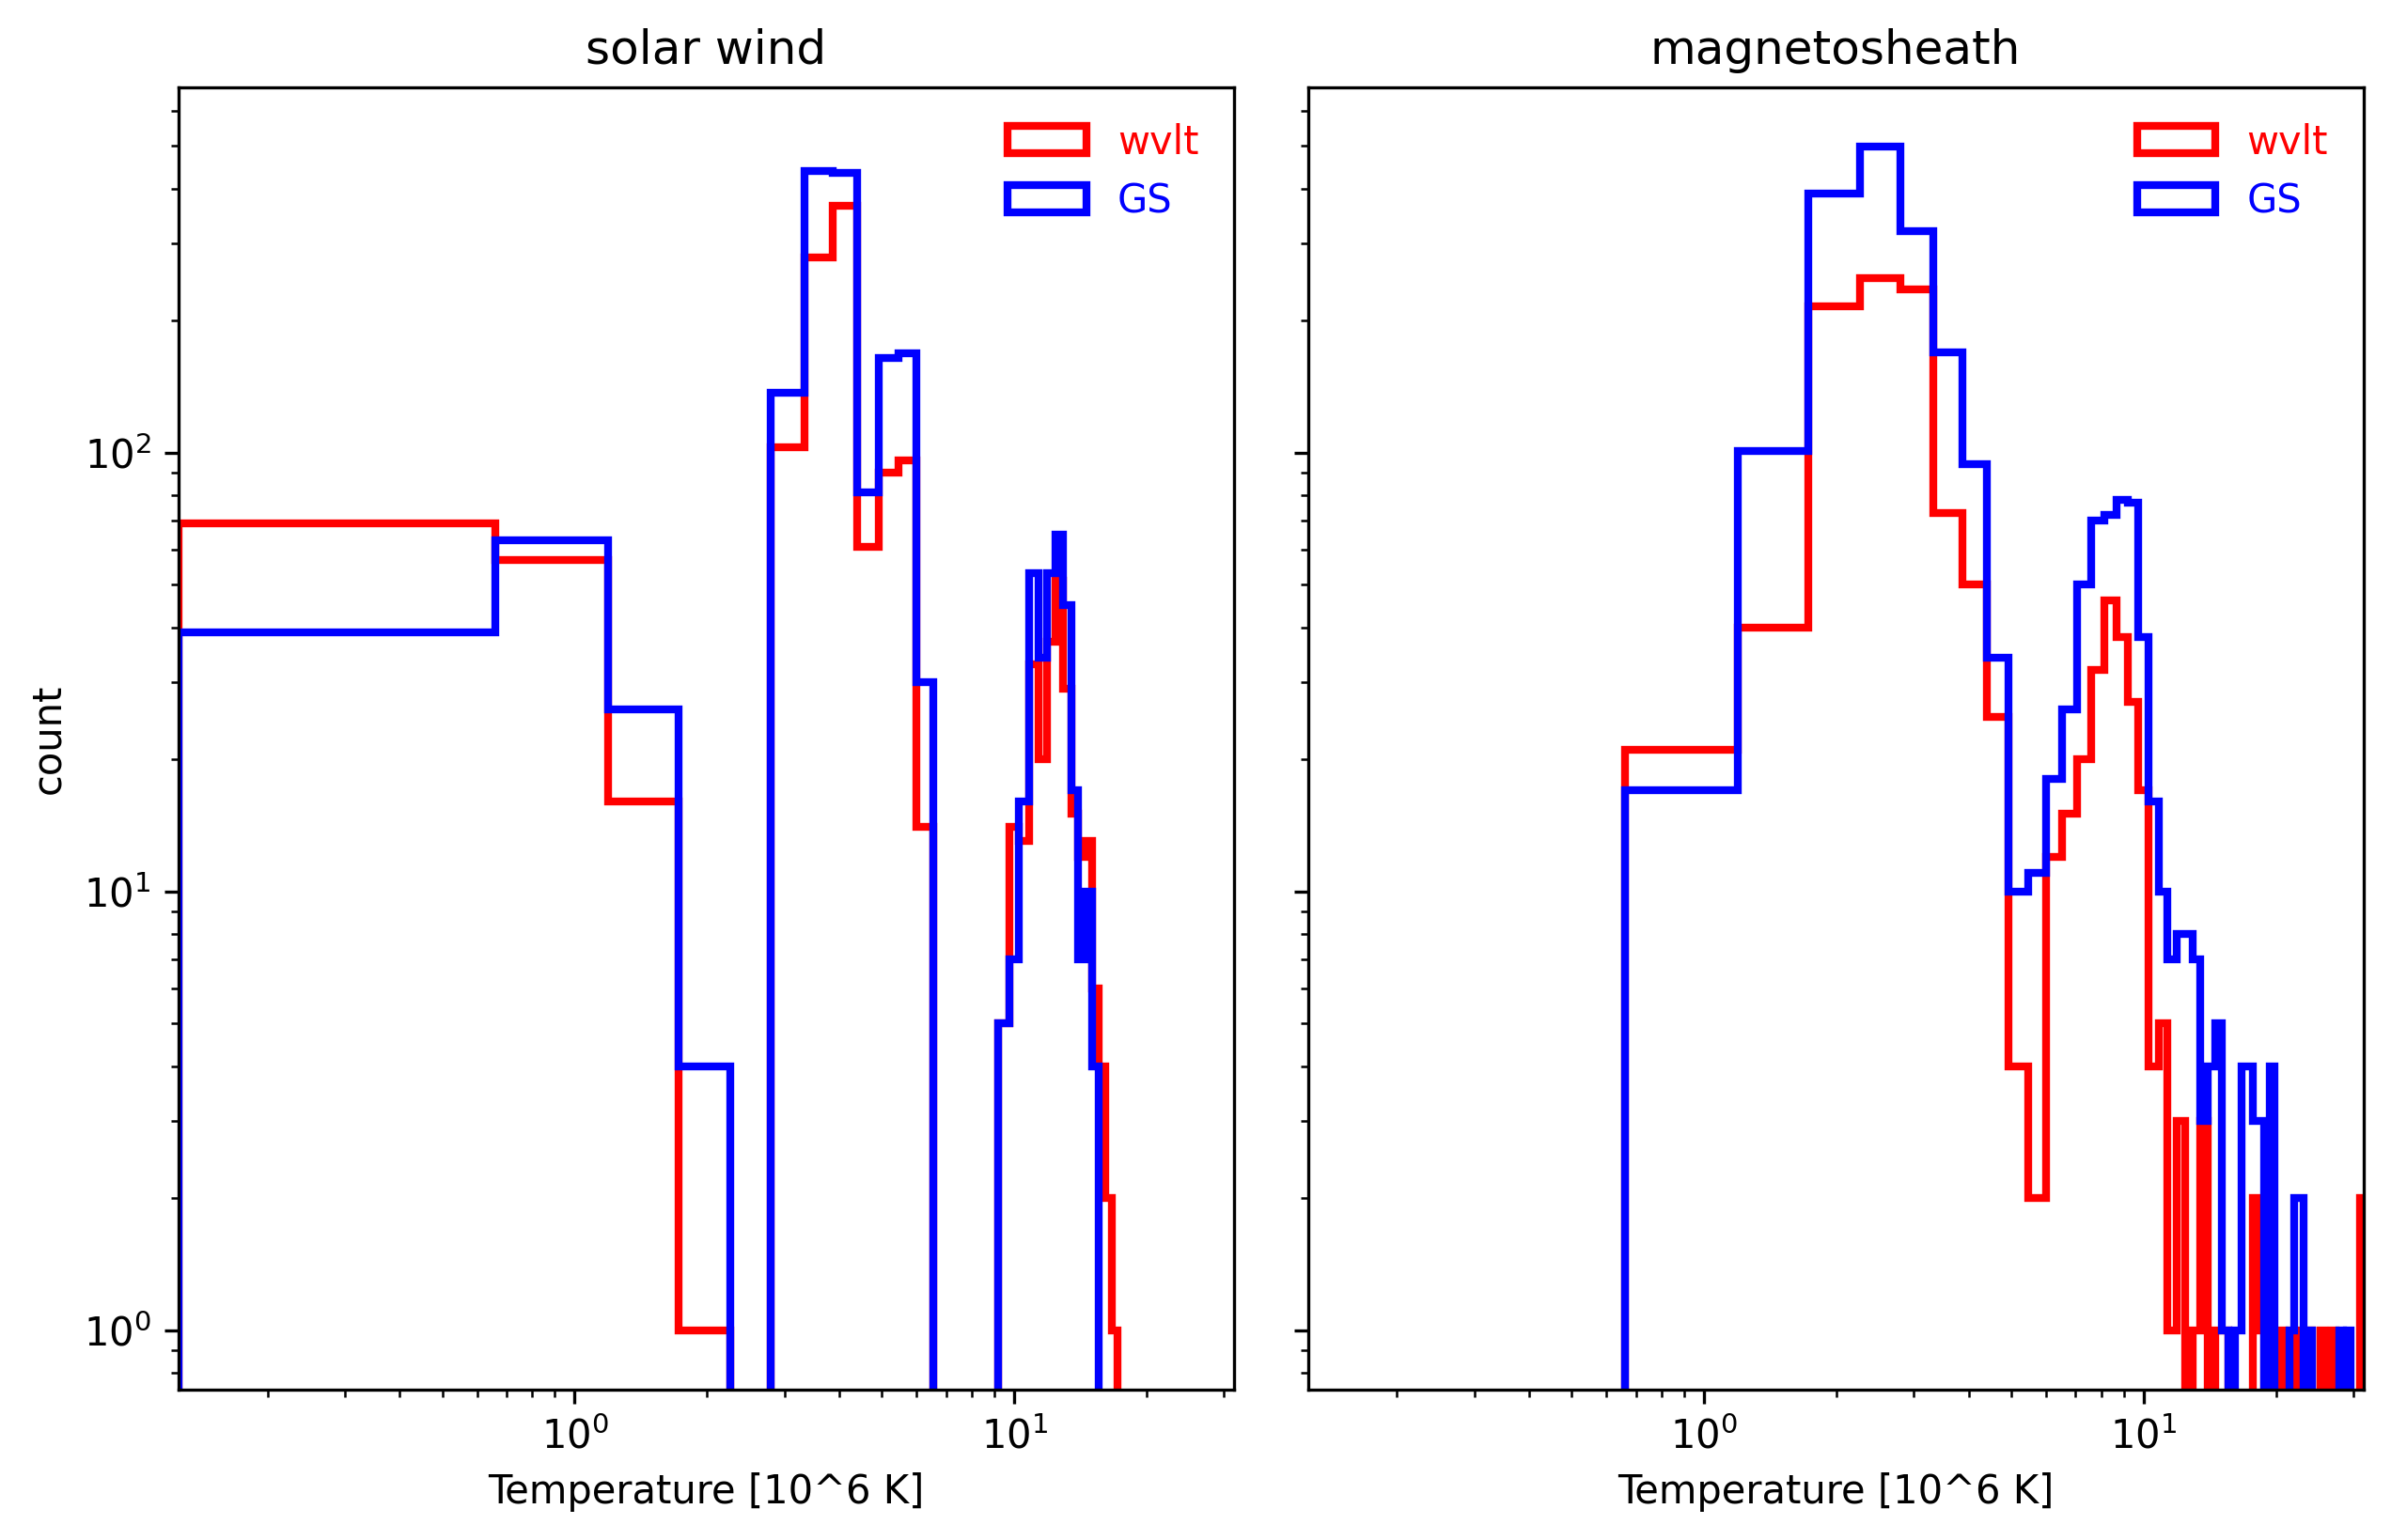 solar wind
wvlt
GS
count
10²
10¹
10⁰
10⁰
10¹
Temperature [10^6 K]
magnetosheath
wvlt
GS
10⁰
10¹
Temperature [10^6 K]